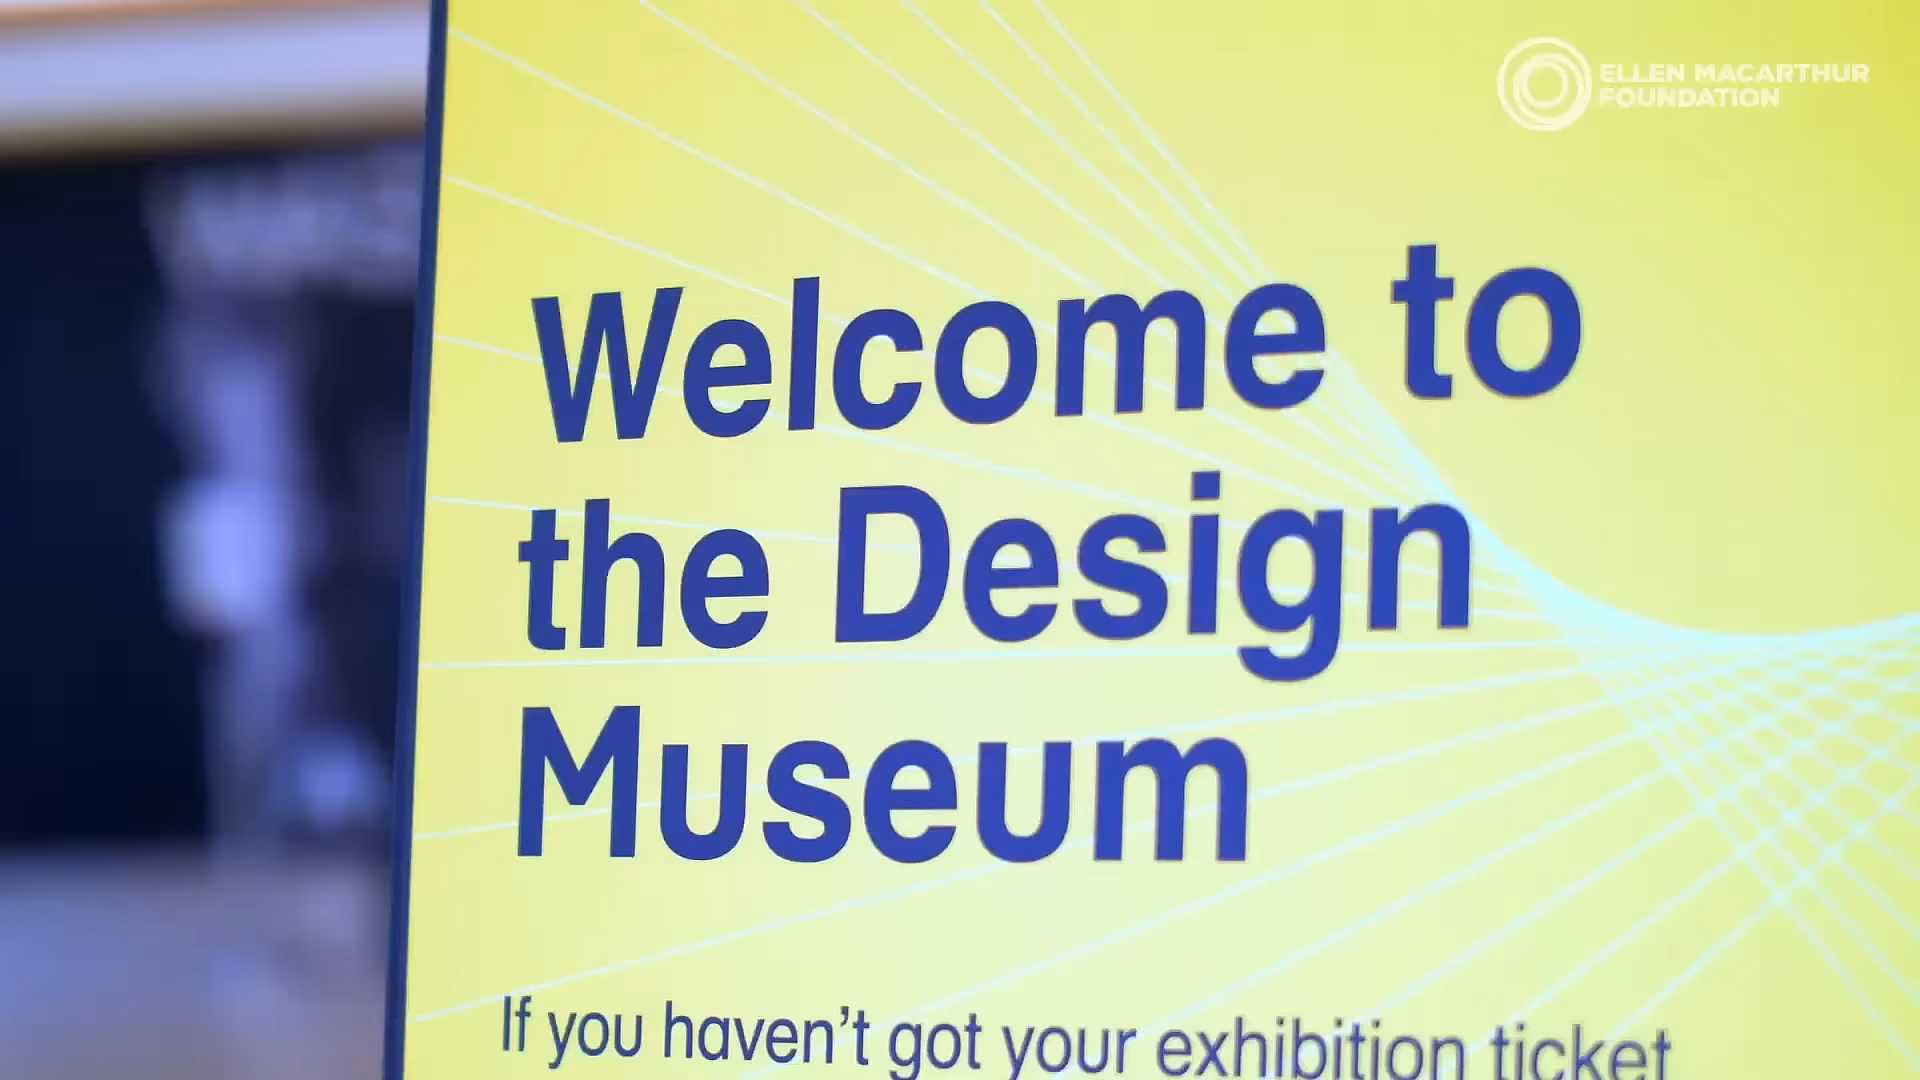 ELLEN MACARTHUR
FOUNDATION
Welcome to
the Design
Museum
If you haven't got your exhibition ticket